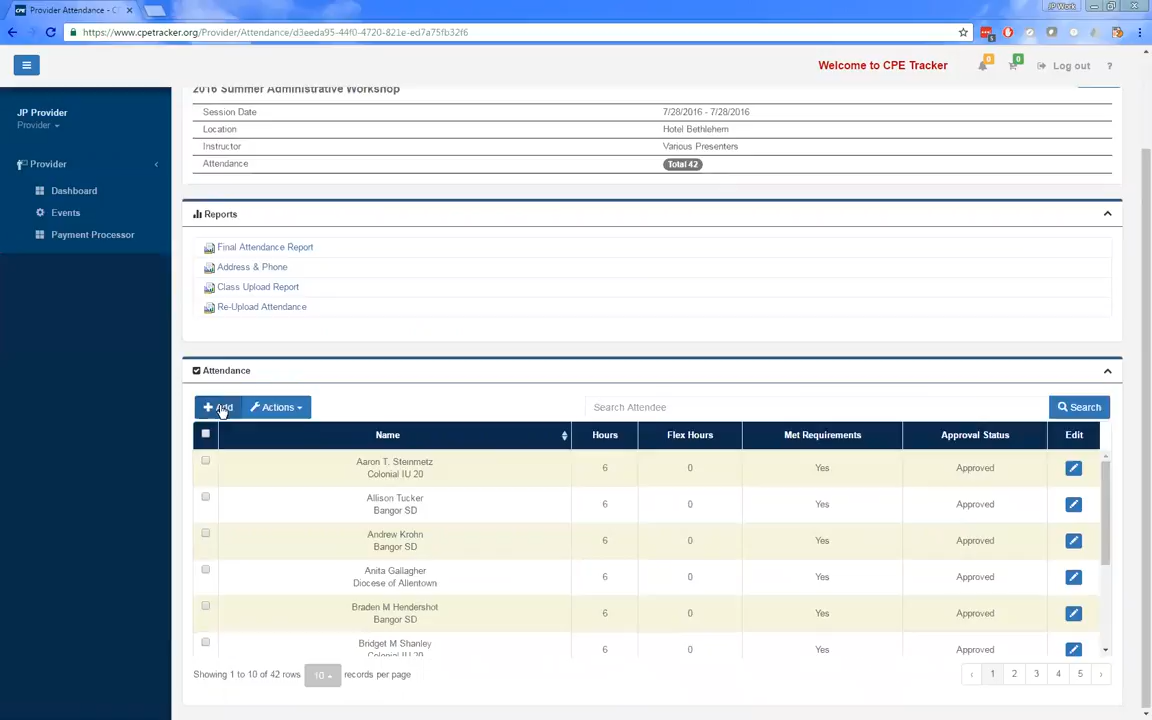 Provider Attendance - C
JP Work
https://www.cpetracker.org/Provider/Attendance/d3eeda95-44f0-4720-821e-ed7a75fb32f6
Welcome to CPE Tracker
0
0
Log out
?
JP Provider
Provider
Provider
Dashboard
Events
Payment Processor
2016 Summer Administrative Workshop
Session Date 7/28/2016 - 7/28/2016
Location Hotel Bethlehem
Instructor Various Presenters
Attendance Total 42
Reports
Final Attendance Report
Address & Phone
Class Upload Report
Re-Upload Attendance
Attendance
Add Actions Search Attendee Search
Name Hours Flex Hours Met Requirements Approval Status Edit
Aaron T. Steinmetz
Colonial IU 20
6 0 Yes Approved
Allison Tucker
Bangor SD
6 0 Yes Approved
Andrew Krohn
Bangor SD
6 0 Yes Approved
Anita Gallagher
Diocese of Allentown
6 0 Yes Approved
Braden M Hendershot
Bangor SD
6 0 Yes Approved
Bridget M Shanley
Colonial IU 20
6 0 Yes Approved
Showing 1 to 10 of 42 rows 10 records per page ‹ 1 2 3 4 5 ›